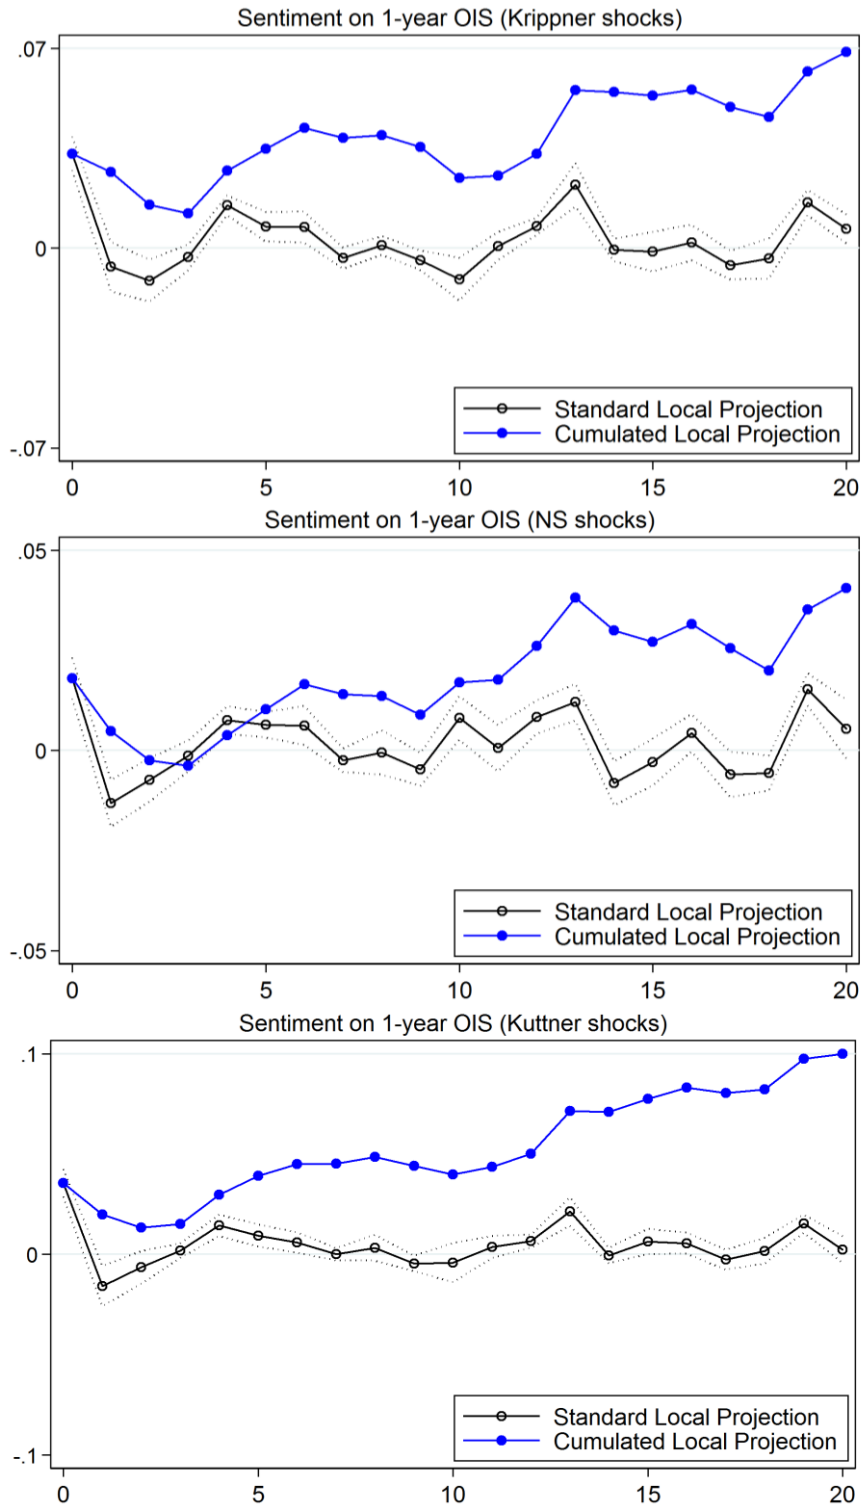 Sentiment on 1-year OIS (Krippner shocks)
.07
0
-.07
Standard Local Projection
Cumulated Local Projection
0 5 10 15 20
Sentiment on 1-year OIS (NS shocks)
.05
0
-.05
Standard Local Projection
Cumulated Local Projection
0 5 10 15 20
Sentiment on 1-year OIS (Kuttner shocks)
.1
0
-.1
Standard Local Projection
Cumulated Local Projection
0 5 10 15 20